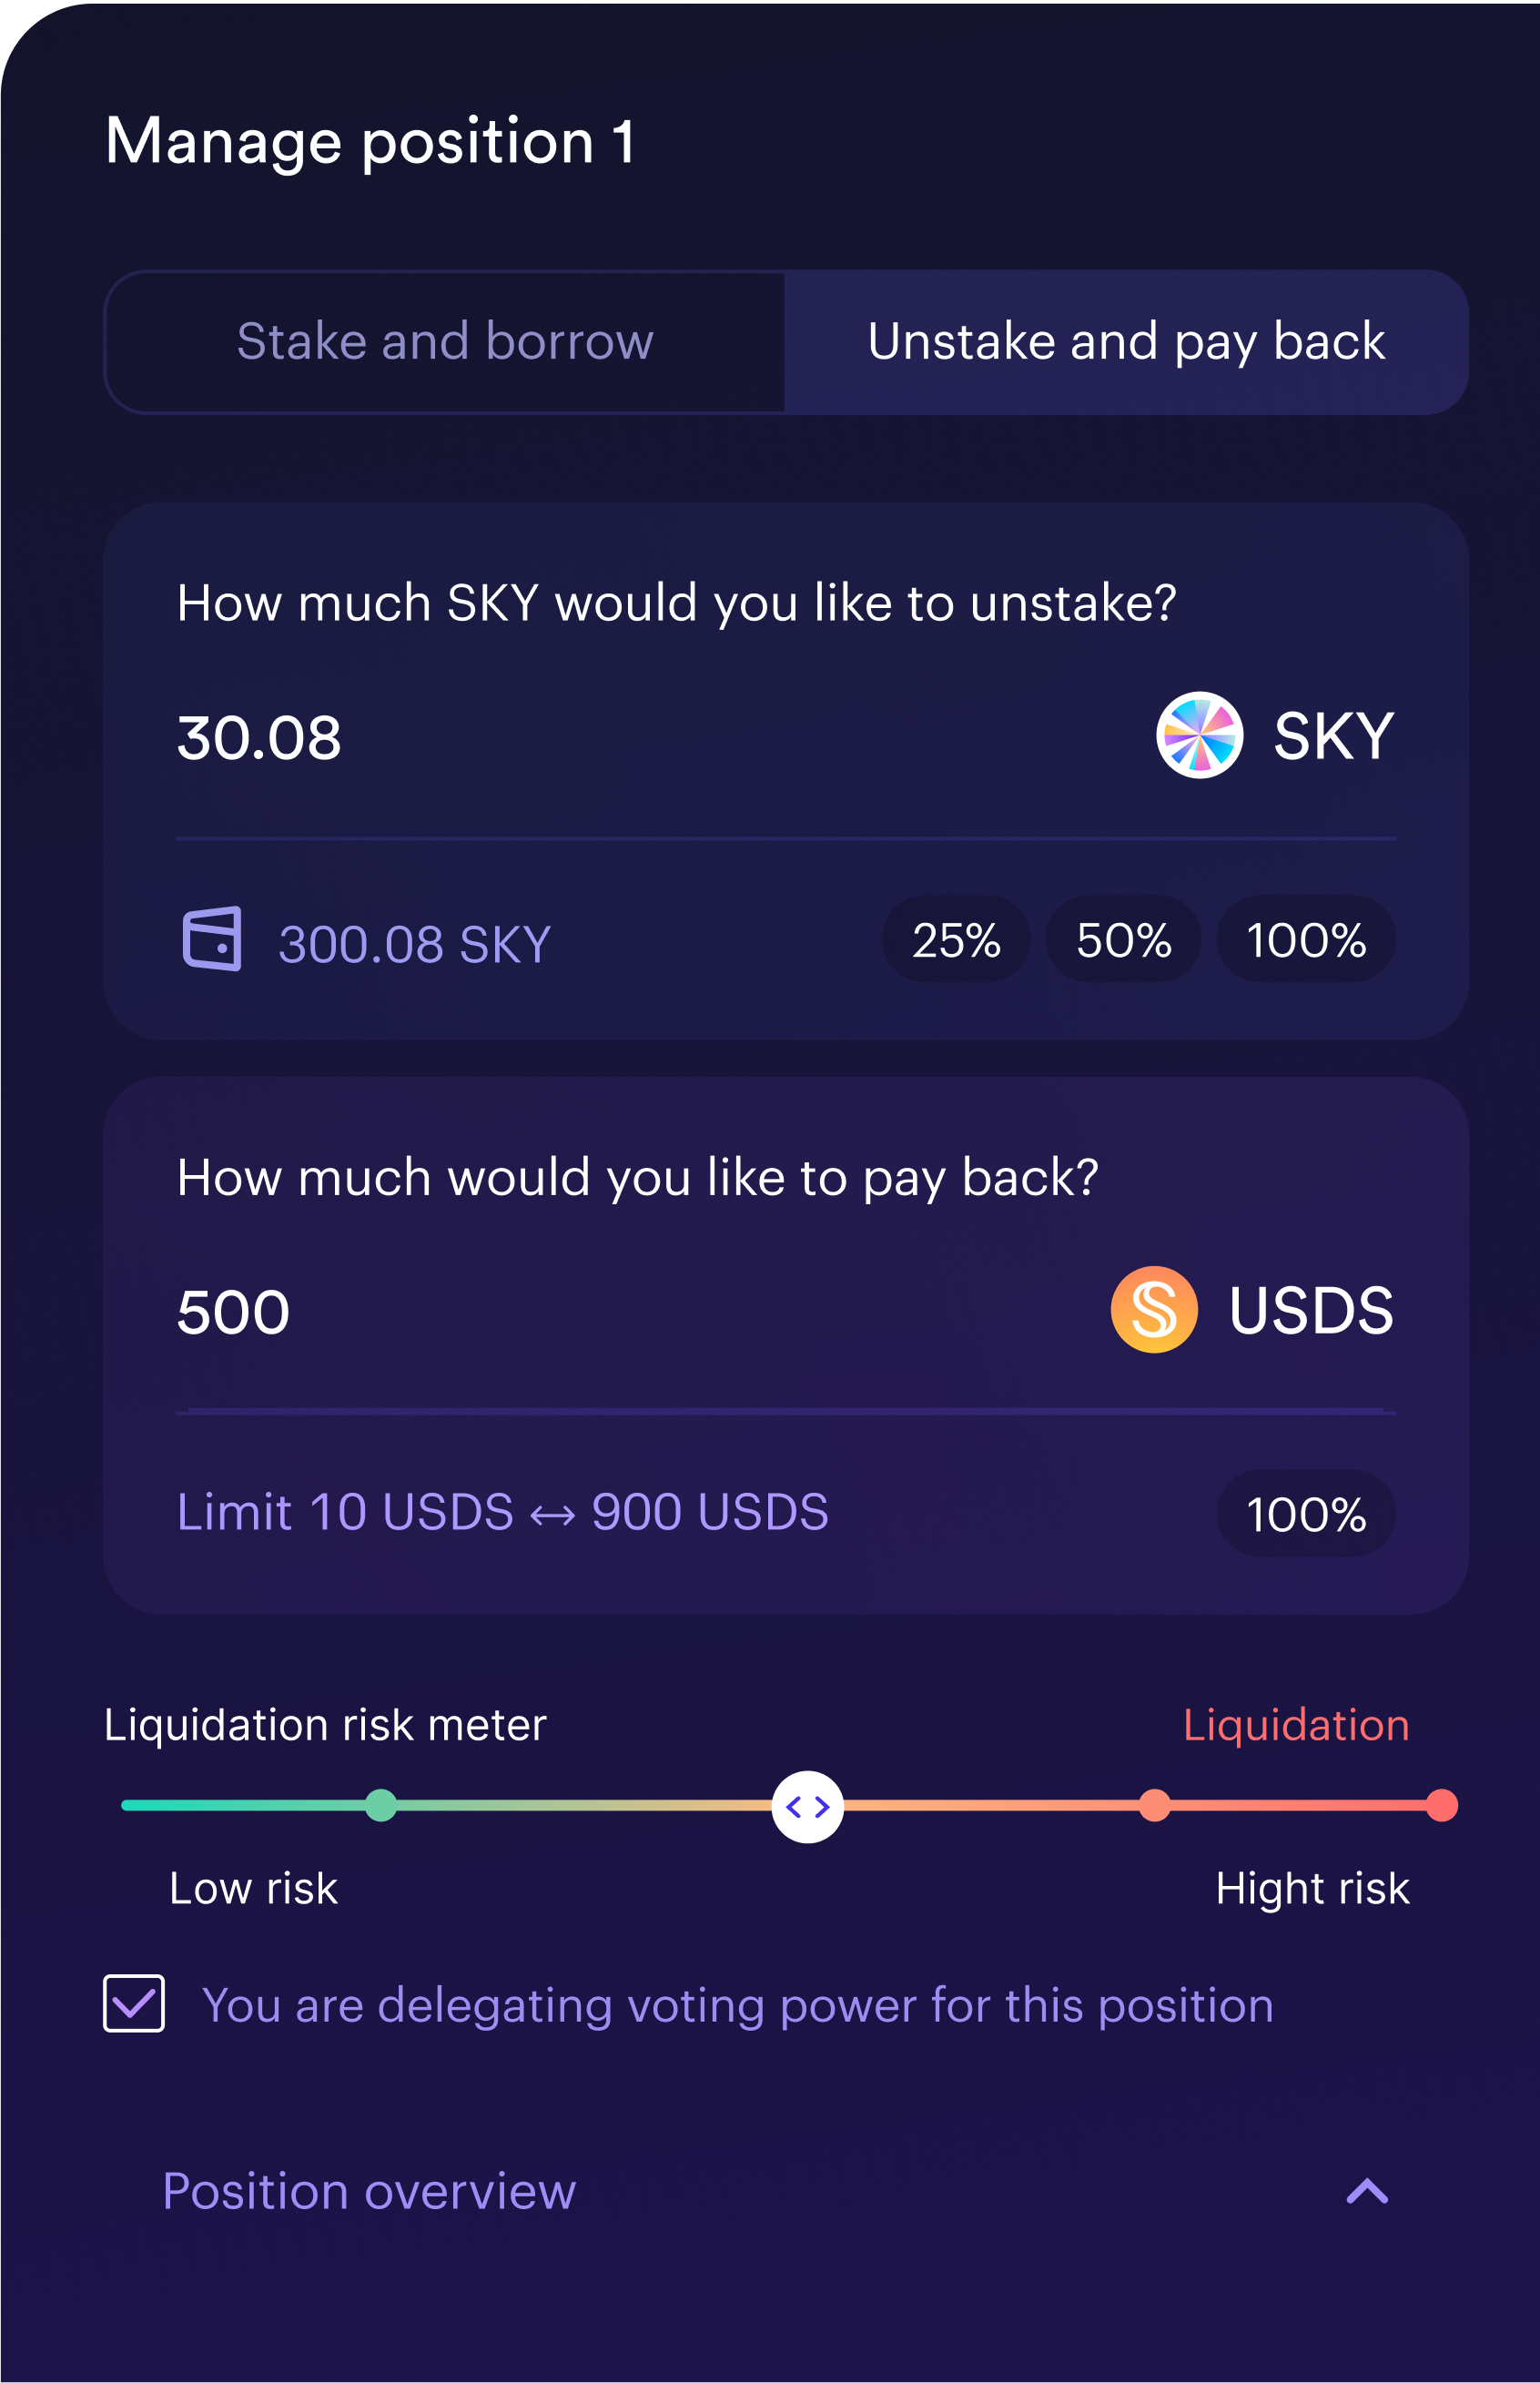 Manage position 1
Stake and borrow
Unstake and pay back
How much SKY would you like to unstake?
30.08
SKY
300.08 SKY
25%
50%
100%
How much would you like to pay back?
500
USDS
Limit 10 USDS ↔ 900 USDS
100%
Liquidation risk meter
Liquidation
Low risk
Hight risk
You are delegating voting power for this position
Position overview